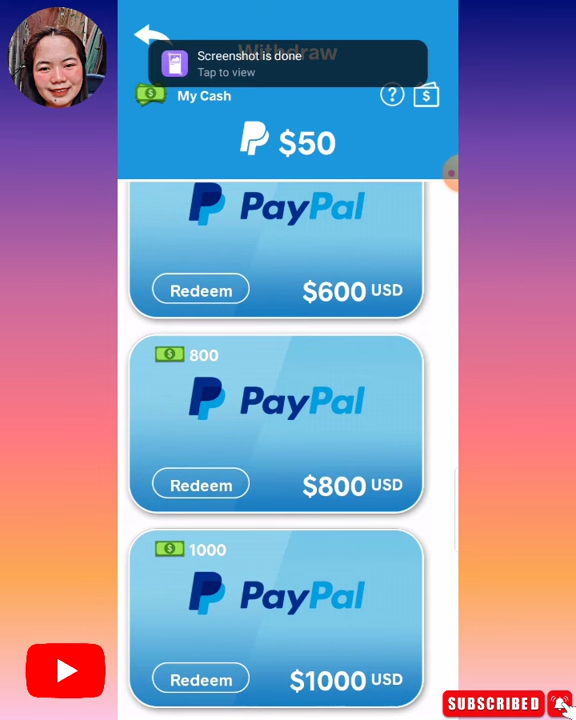 Screenshot is done
Withdraw
Tap to view
My Cash
$50
PayPal
Redeem
$600 USD
800
PayPal
Redeem
$800 USD
1000
PayPal
Redeem
$1000 USD
SUBSCRIBED